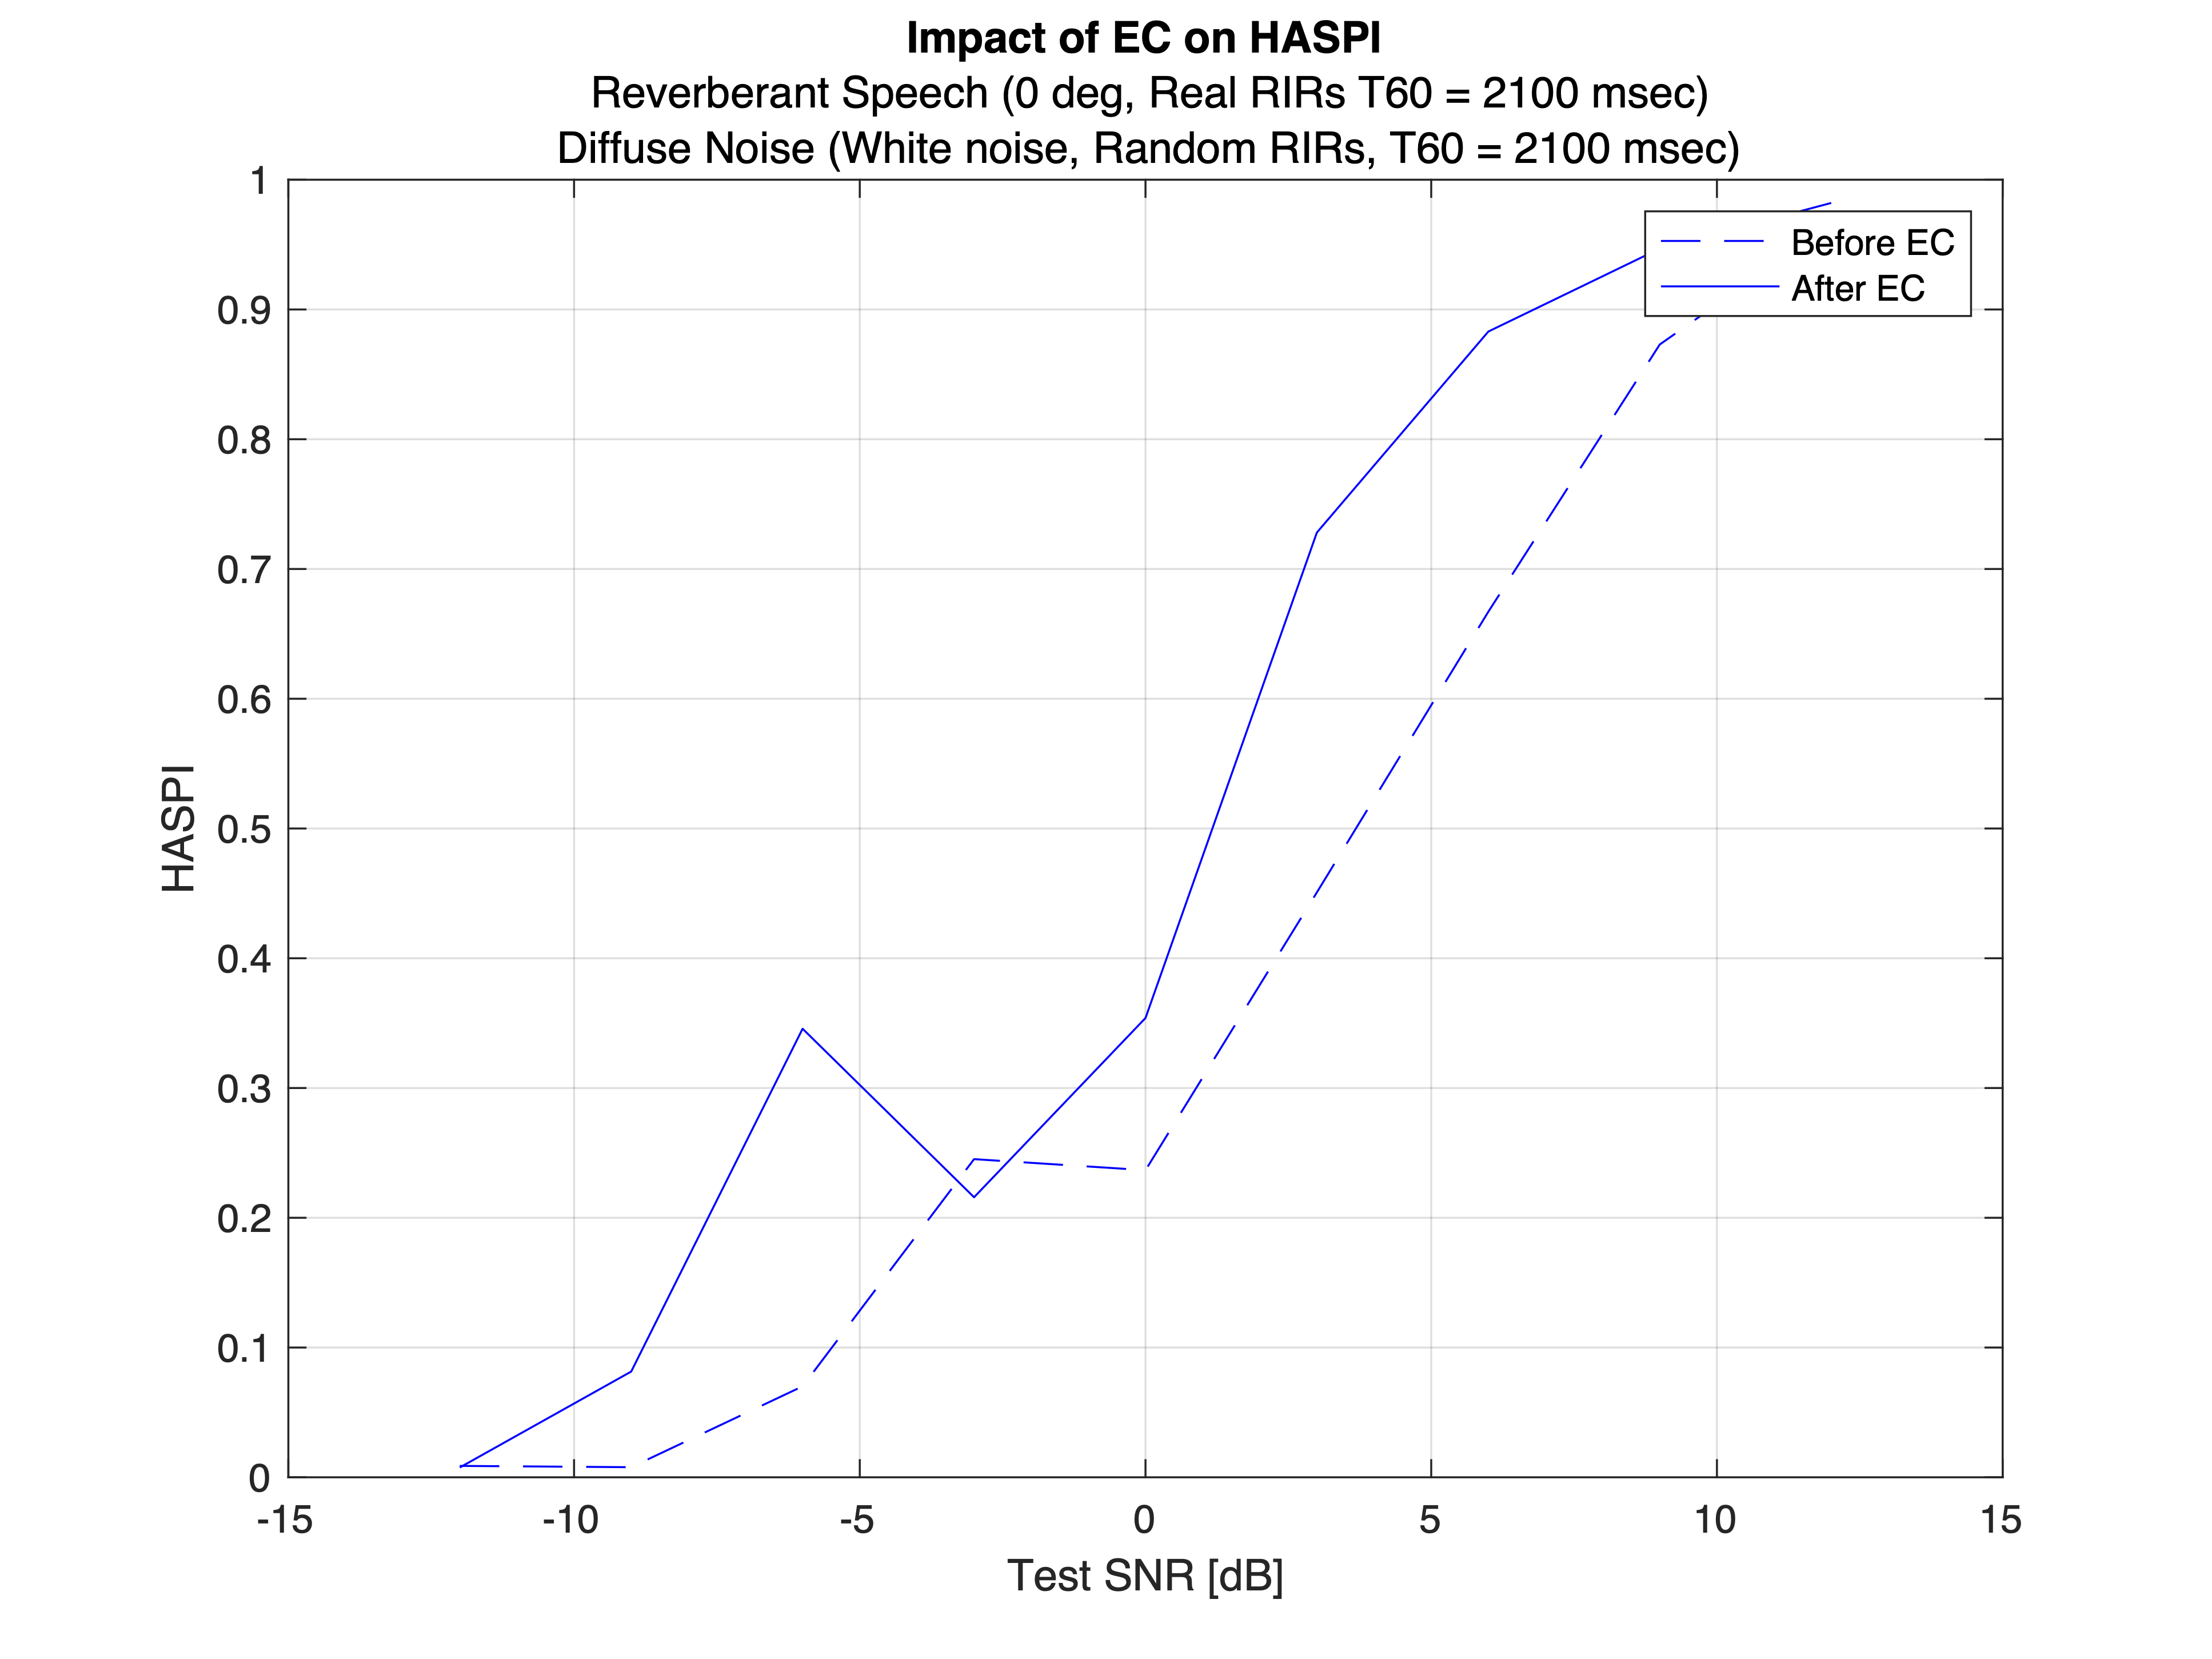 Impact of EC on HASPI
Reverberant Speech (0 deg, Real RIRs T60 = 2100 msec)
Diffuse Noise (White noise, Random RIRs, T60 = 2100 msec)
1
0.9
0.8
0.7
0.6
0.5
0.4
0.3
0.2
0.1
0
HASPI
Before EC
After EC
-15 -10 -5 0 5 10 15
Test SNR [dB]